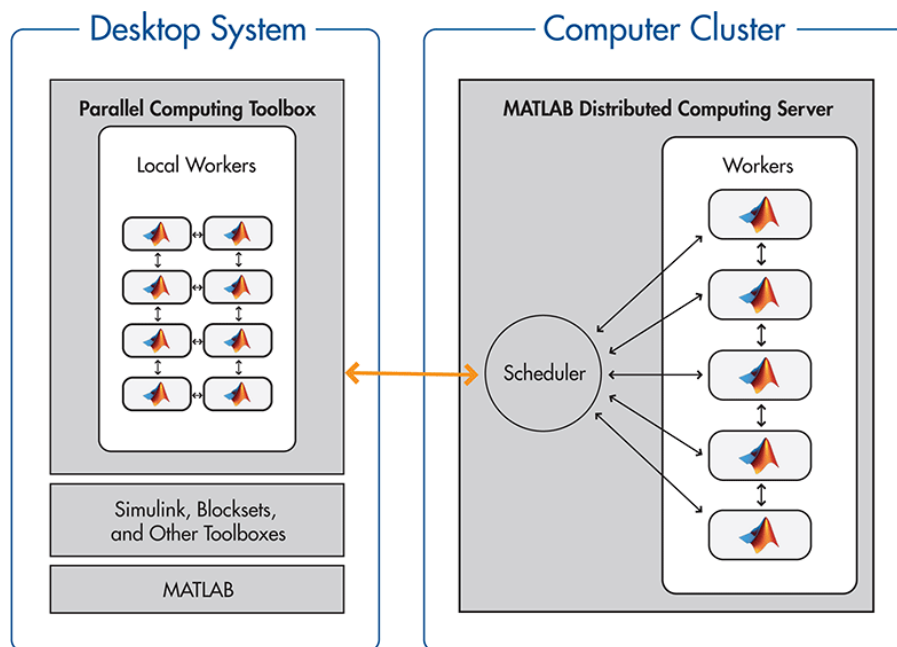 Desktop System
Parallel Computing Toolbox
Local Workers
Simulink, Blocksets,
and Other Toolboxes
MATLAB
Computer Cluster
MATLAB Distributed Computing Server
Workers
Scheduler